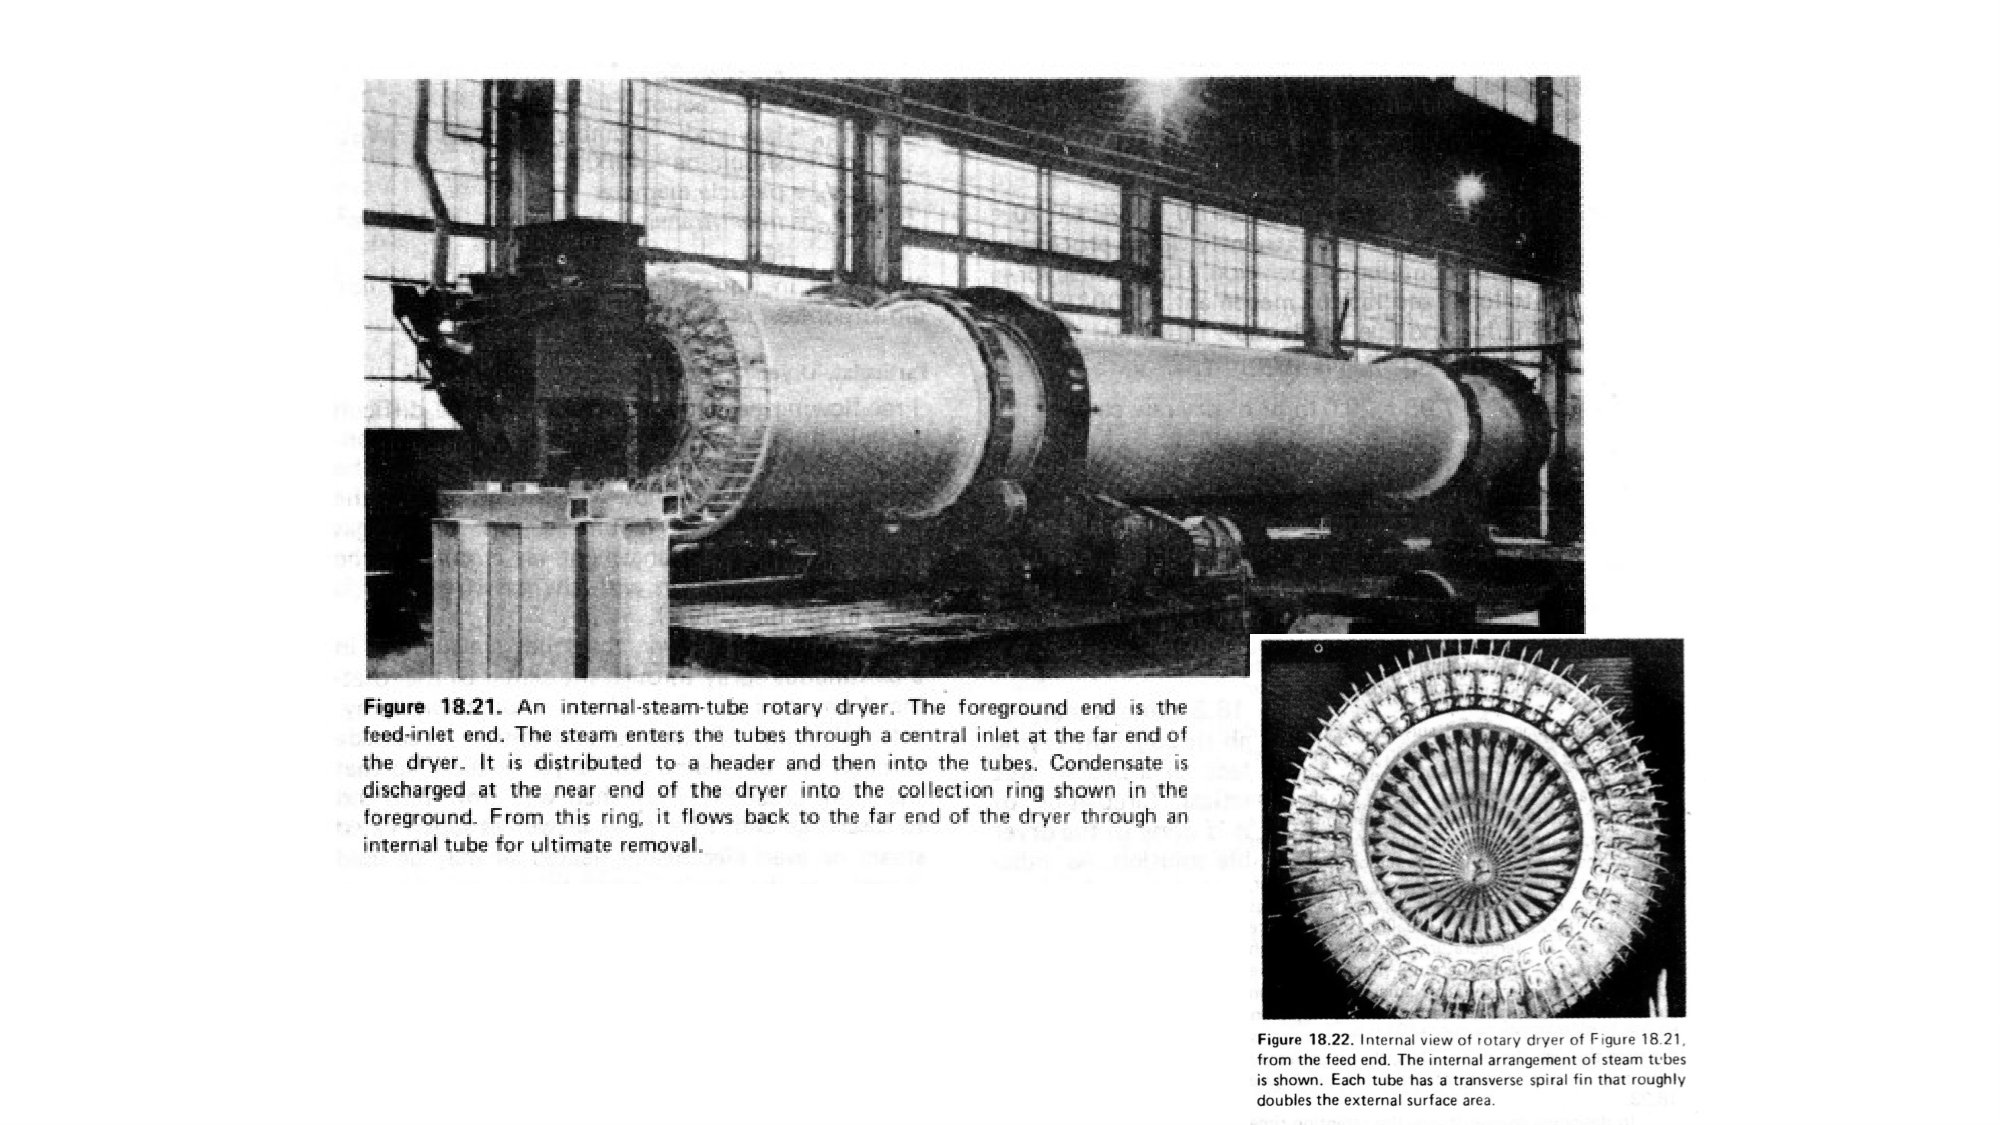 Figure 18.21. An internal-steam-tube rotary dryer. The foreground end is the
feed-inlet end. The steam enters the tubes through a central inlet at the far end of
the dryer. It is distributed to a header and then into the tubes. Condensate is
discharged at the near end of the dryer into the collection ring shown in the
foreground. From this ring, it flows back to the far end of the dryer through an
internal tube for ultimate removal.
Figure 18.22. Internal view of rotary dryer of Figure 18.21,
from the feed end. The internal arrangement of steam tubes
is shown. Each tube has a transverse spiral fin that roughly
doubles the external surface area.